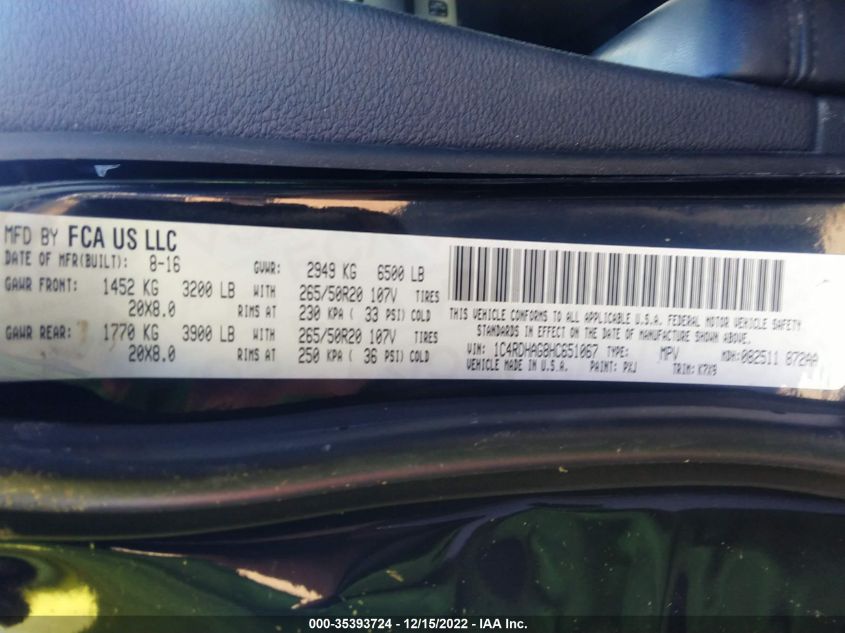 MFD BY FCA US LLC
DATE OF MFR(BUILT): 8-16 GVWR: 2949 KG 6500 LB
GAWR FRONT: 1452 KG 3200 LB WITH 265/50R20 107V TIRES
20X8.0 RIMS AT 230 KPA ( 33 PSI) COLD
GAWR REAR: 1770 KG 3900 LB WITH 265/50R20 107V TIRES
20X8.0 RIMS AT 250 KPA ( 36 PSI) COLD
THIS VEHICLE CONFORMS TO ALL APPLICABLE U.S.A. FEDERAL MOTOR VEHICLE SAFETY
STANDARDS IN EFFECT ON THE DATE OF MANUFACTURE SHOWN ABOVE.
VIN: 1C4RDHAG8HC651067 TYPE: MPV MDH: 082511 872AA
VEHICLE MADE IN U.S.A. PAINT: PXJ TRIM: K7X9
000-35393724 - 12/15/2022 - IAA Inc.